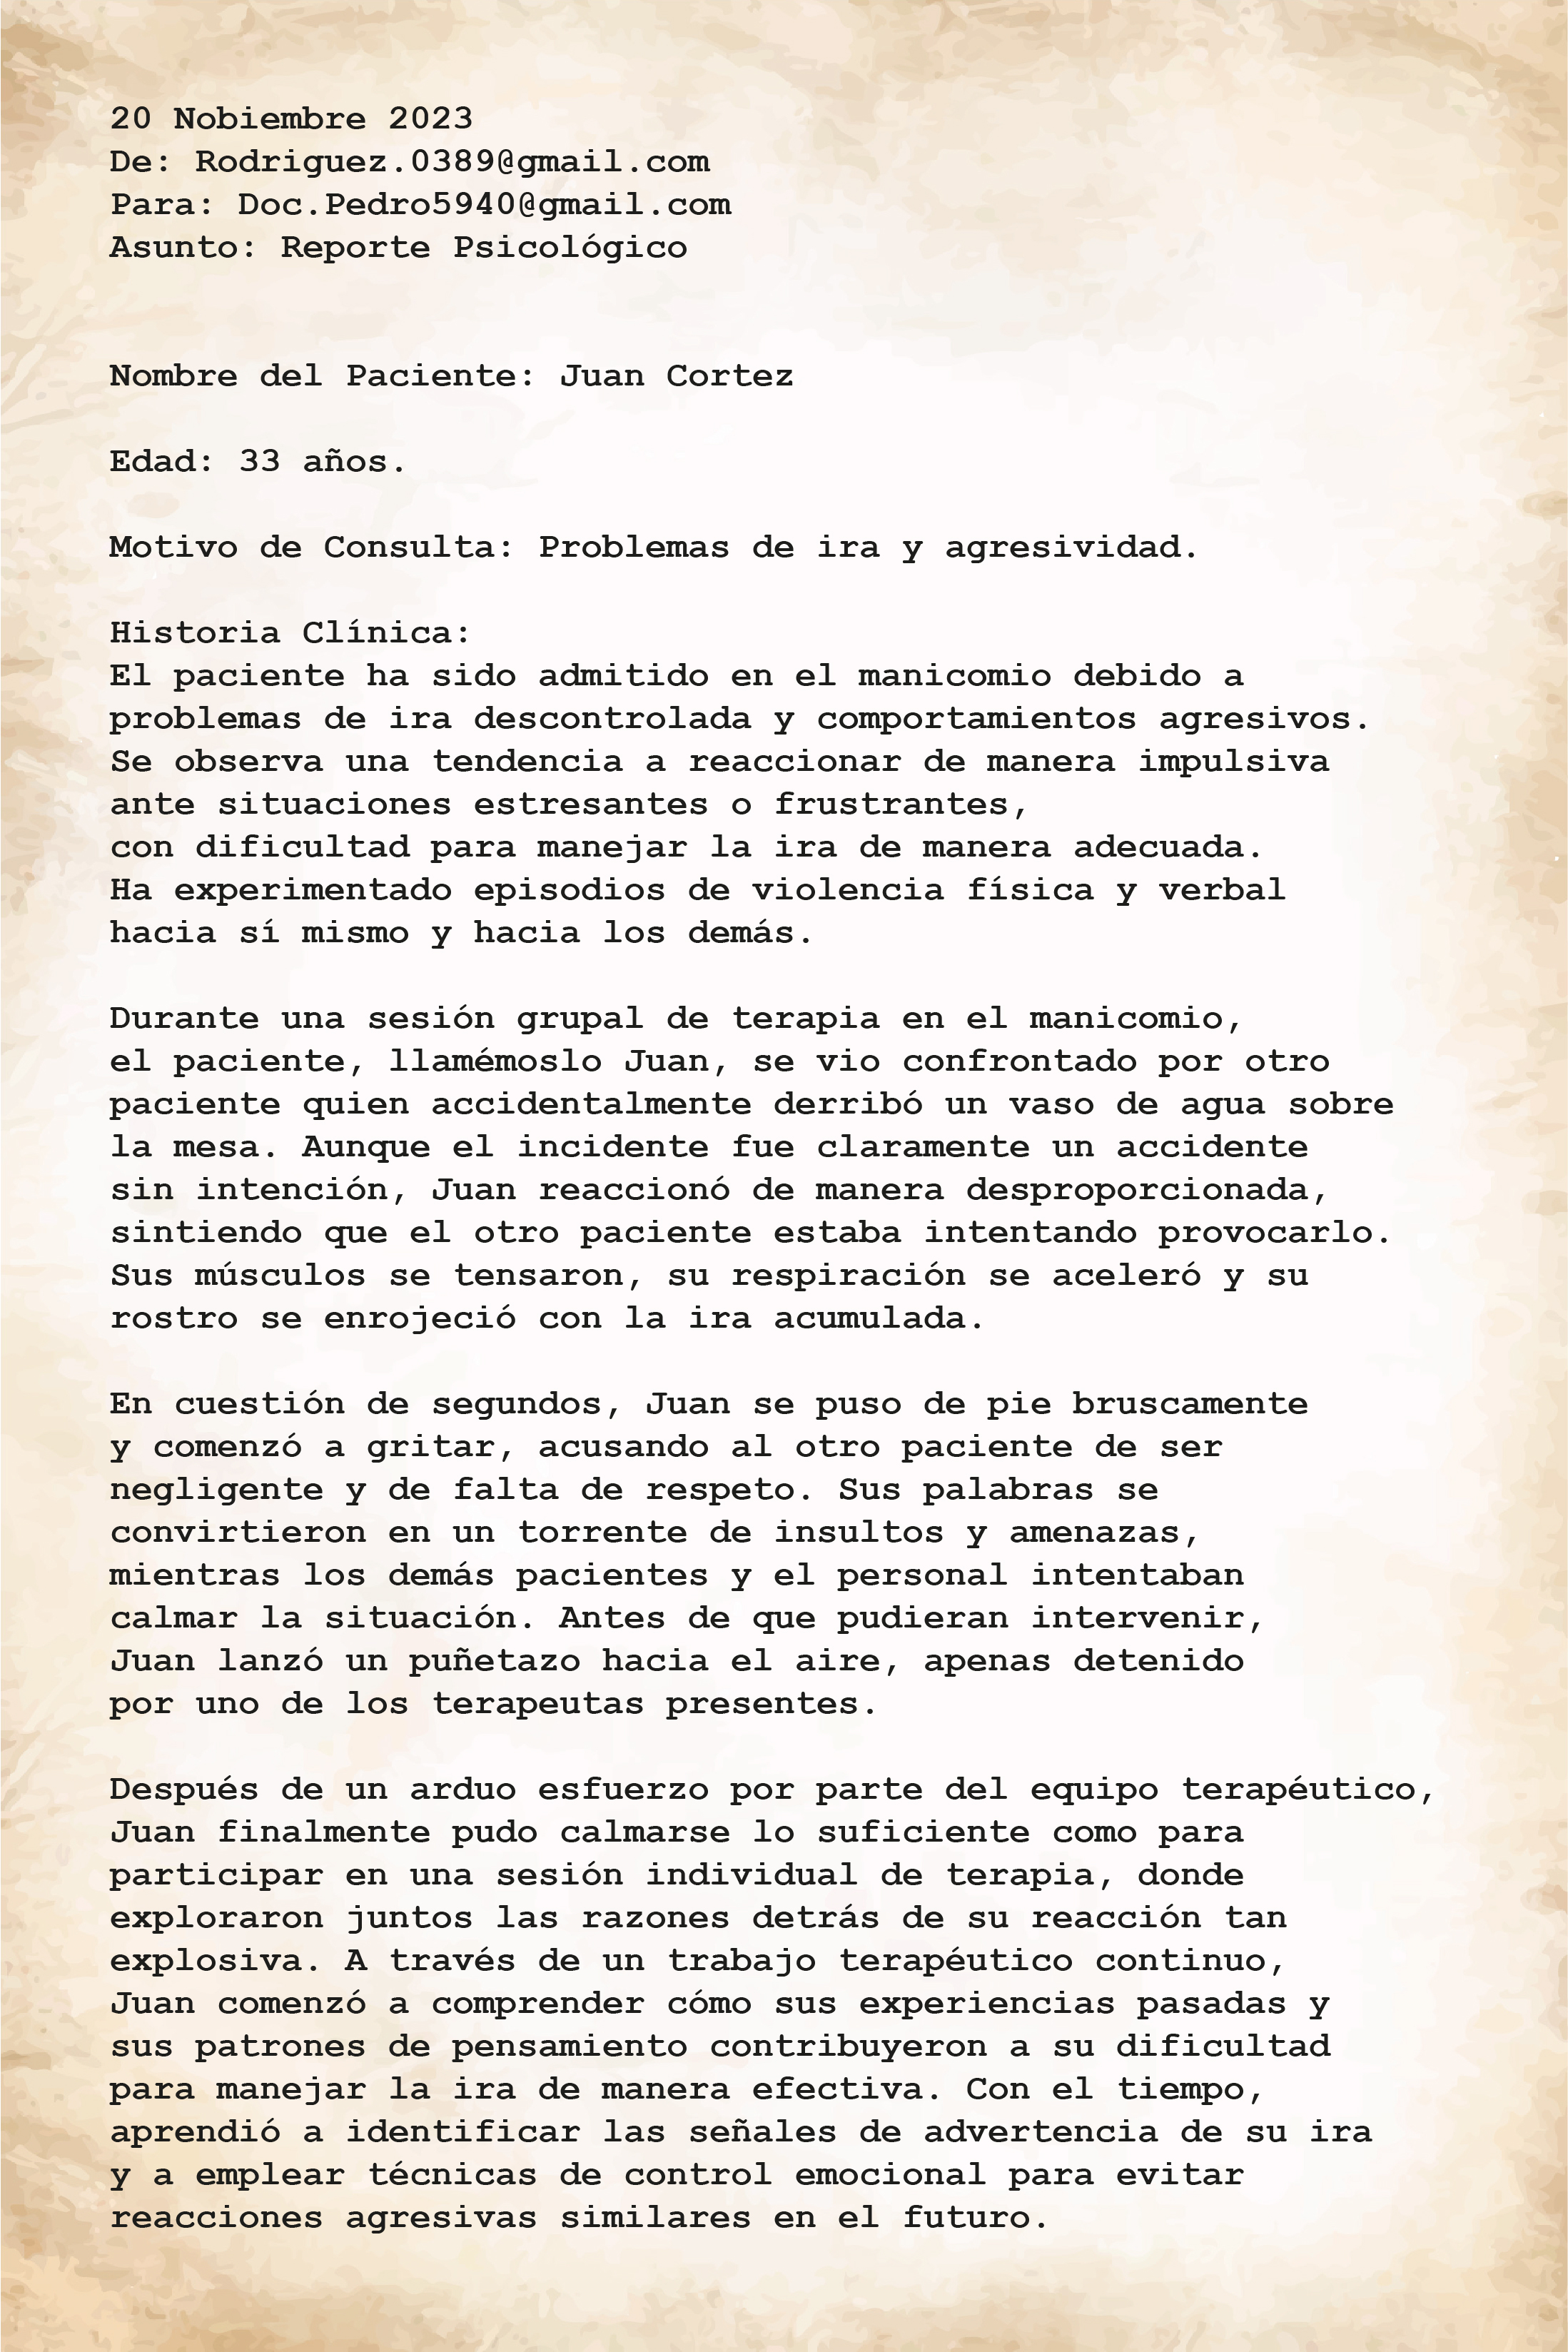 20 Nobiembre 2023
De: Rodriguez.0389@gmail.com
Para: Doc.Pedro5940@gmail.com
Asunto: Reporte Psicológico
Nombre del Paciente: Juan Cortez
Edad: 33 años.
Motivo de Consulta: Problemas de ira y agresividad.
Historia Clínica:
El paciente ha sido admitido en el manicomio debido a
problemas de ira descontrolada y comportamientos agresivos.
Se observa una tendencia a reaccionar de manera impulsiva
ante situaciones estresantes o frustrantes,
con dificultad para manejar la ira de manera adecuada.
Ha experimentado episodios de violencia física y verbal
hacia sí mismo y hacia los demás.
Durante una sesión grupal de terapia en el manicomio,
el paciente, llamémoslo Juan, se vio confrontado por otro
paciente quien accidentalmente derribó un vaso de agua sobre
la mesa. Aunque el incidente fue claramente un accidente
sin intención, Juan reaccionó de manera desproporcionada,
sintiendo que el otro paciente estaba intentando provocarlo.
Sus músculos se tensaron, su respiración se aceleró y su
rostro se enrojeció con la ira acumulada.
En cuestión de segundos, Juan se puso de pie bruscamente
y comenzó a gritar, acusando al otro paciente de ser
negligente y de falta de respeto. Sus palabras se
convirtieron en un torrente de insultos y amenazas,
mientras los demás pacientes y el personal intentaban
calmar la situación. Antes de que pudieran intervenir,
Juan lanzó un puñetazo hacia el aire, apenas detenido
por uno de los terapeutas presentes.
Después de un arduo esfuerzo por parte del equipo terapéutico,
Juan finalmente pudo calmarse lo suficiente como para
participar en una sesión individual de terapia, donde
exploraron juntos las razones detrás de su reacción tan
explosiva. A través de un trabajo terapéutico continuo,
Juan comenzó a comprender cómo sus experiencias pasadas y
sus patrones de pensamiento contribuyeron a su dificultad
para manejar la ira de manera efectiva. Con el tiempo,
aprendió a identificar las señales de advertencia de su ira
y a emplear técnicas de control emocional para evitar
reacciones agresivas similares en el futuro.